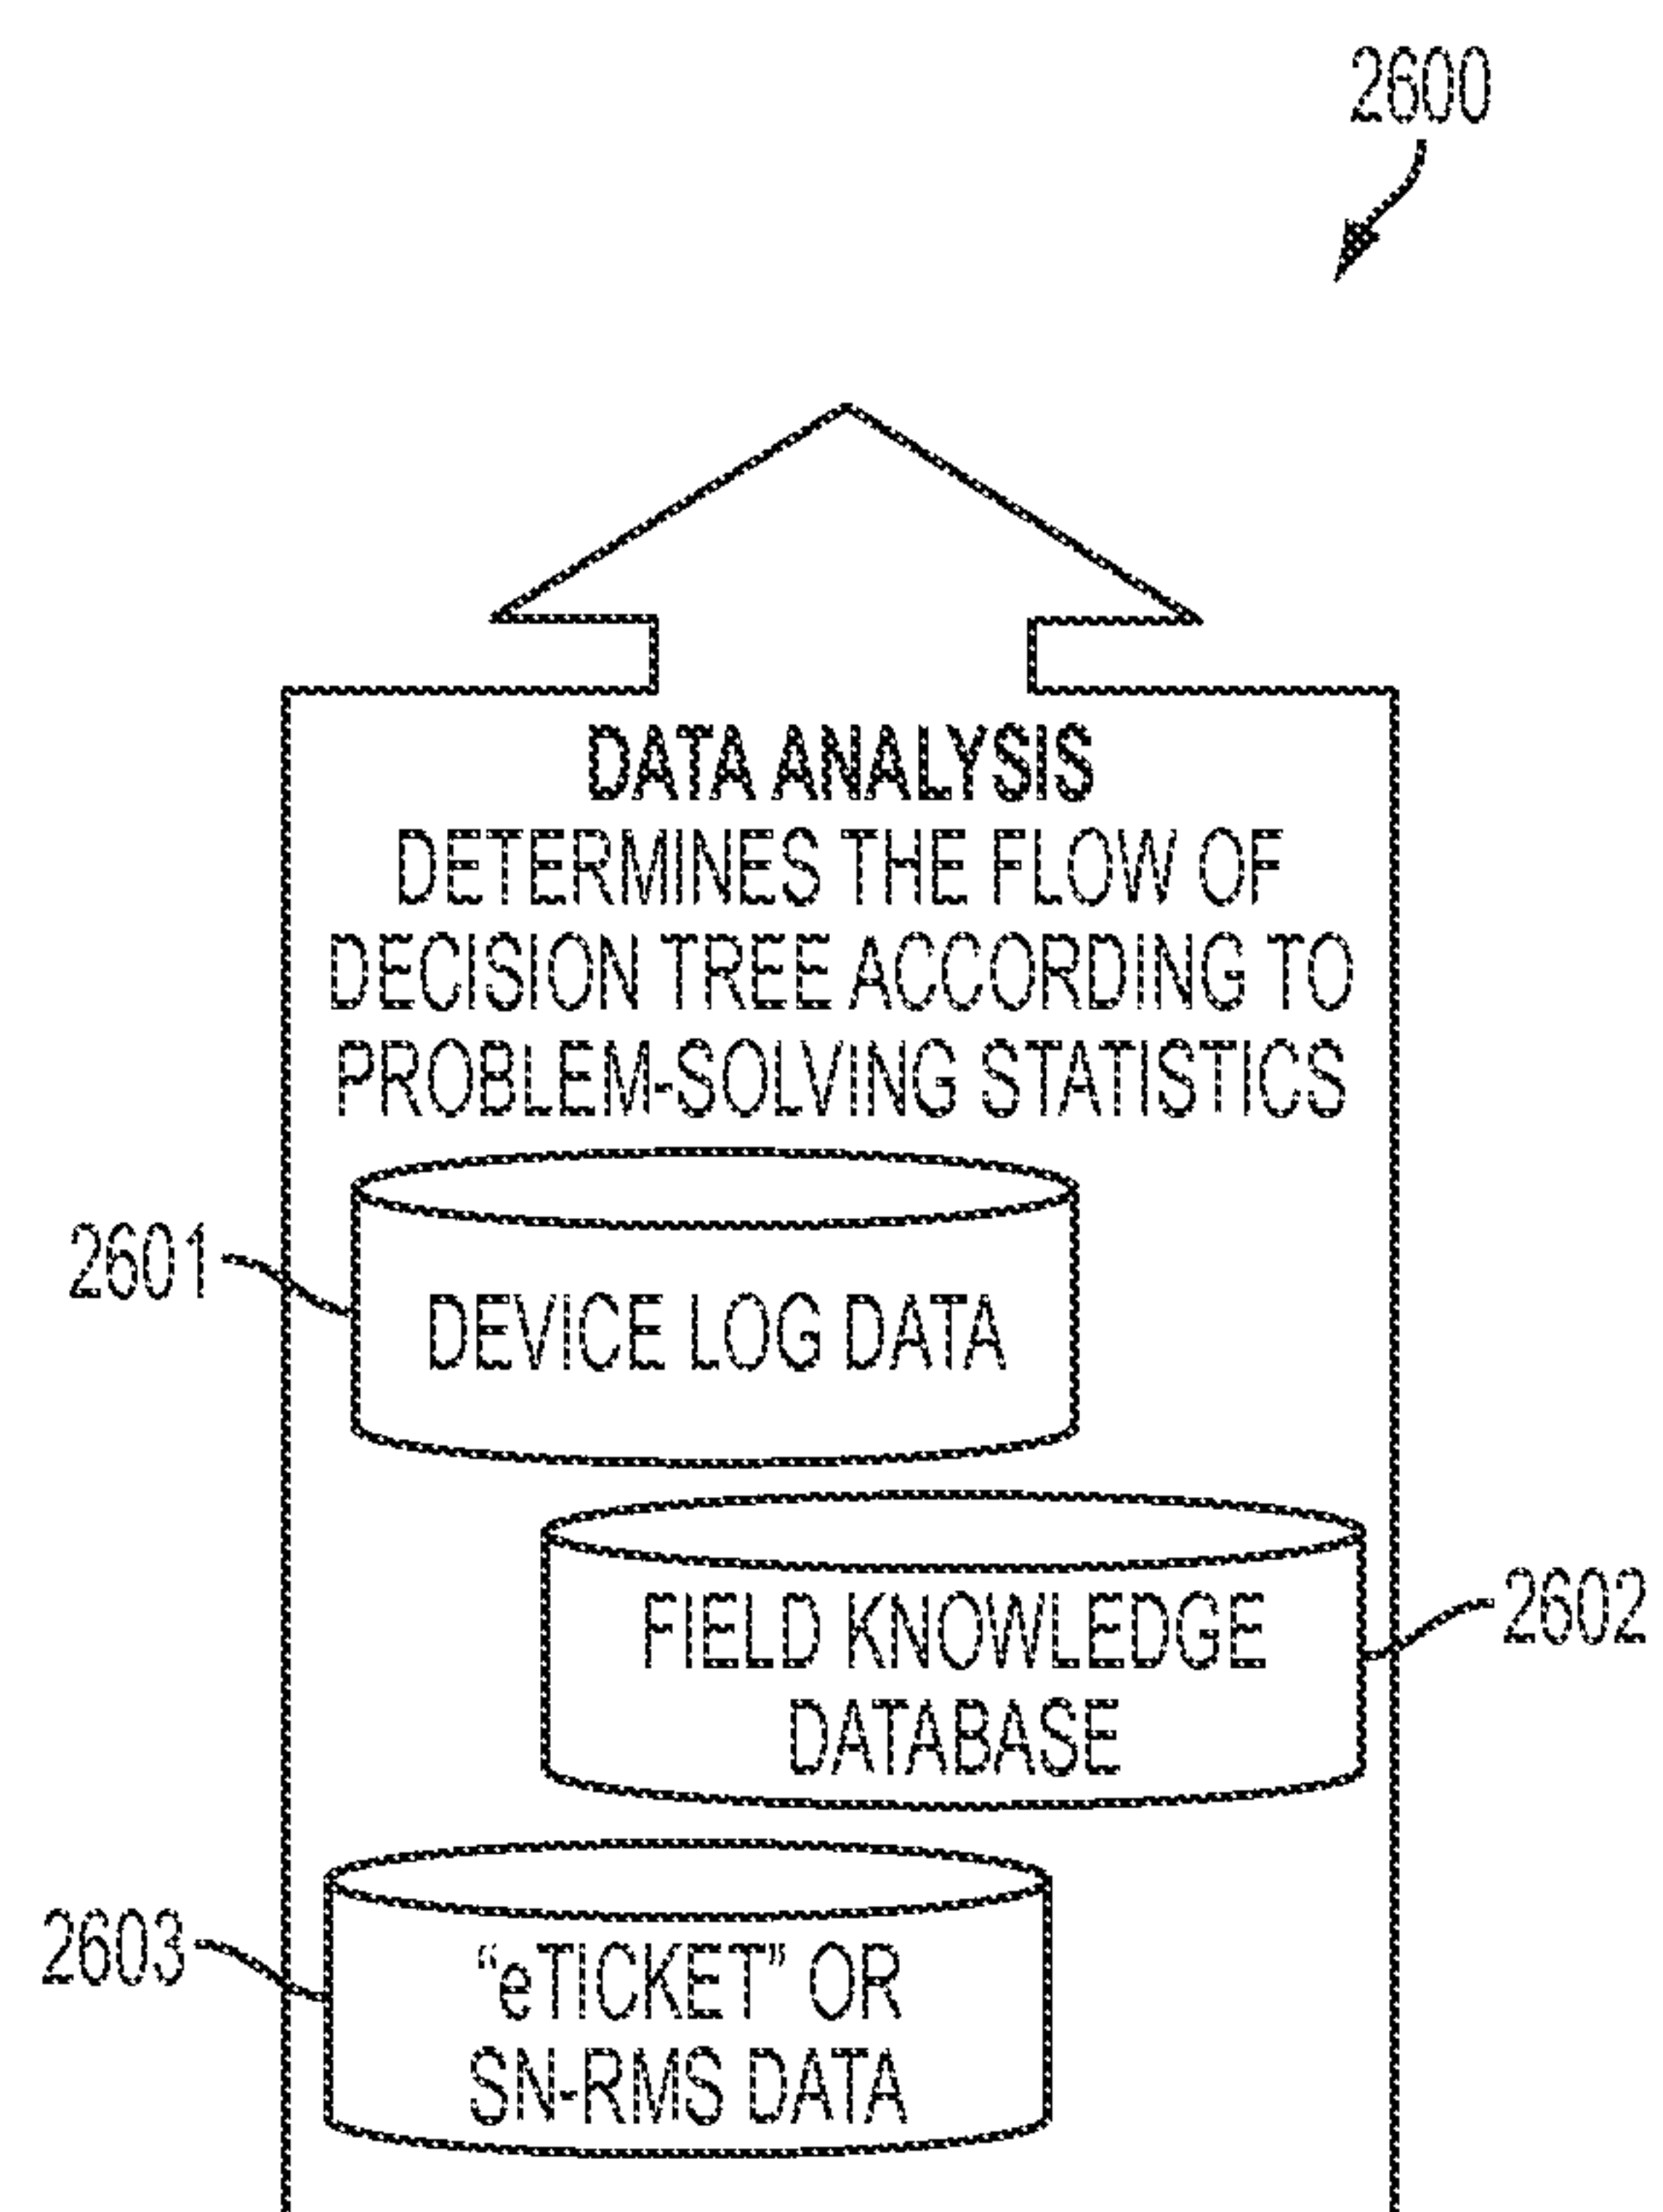 2600
DATA ANALYSIS
DETERMINES THE FLOW OF
DECISION TREE ACCORDING TO
PROBLEM-SOLVING STATISTICS
2601
DEVICE LOG DATA
FIELD KNOWLEDGE
DATABASE
2602
2603
“eTICKET” OR
SN-RMS DATA